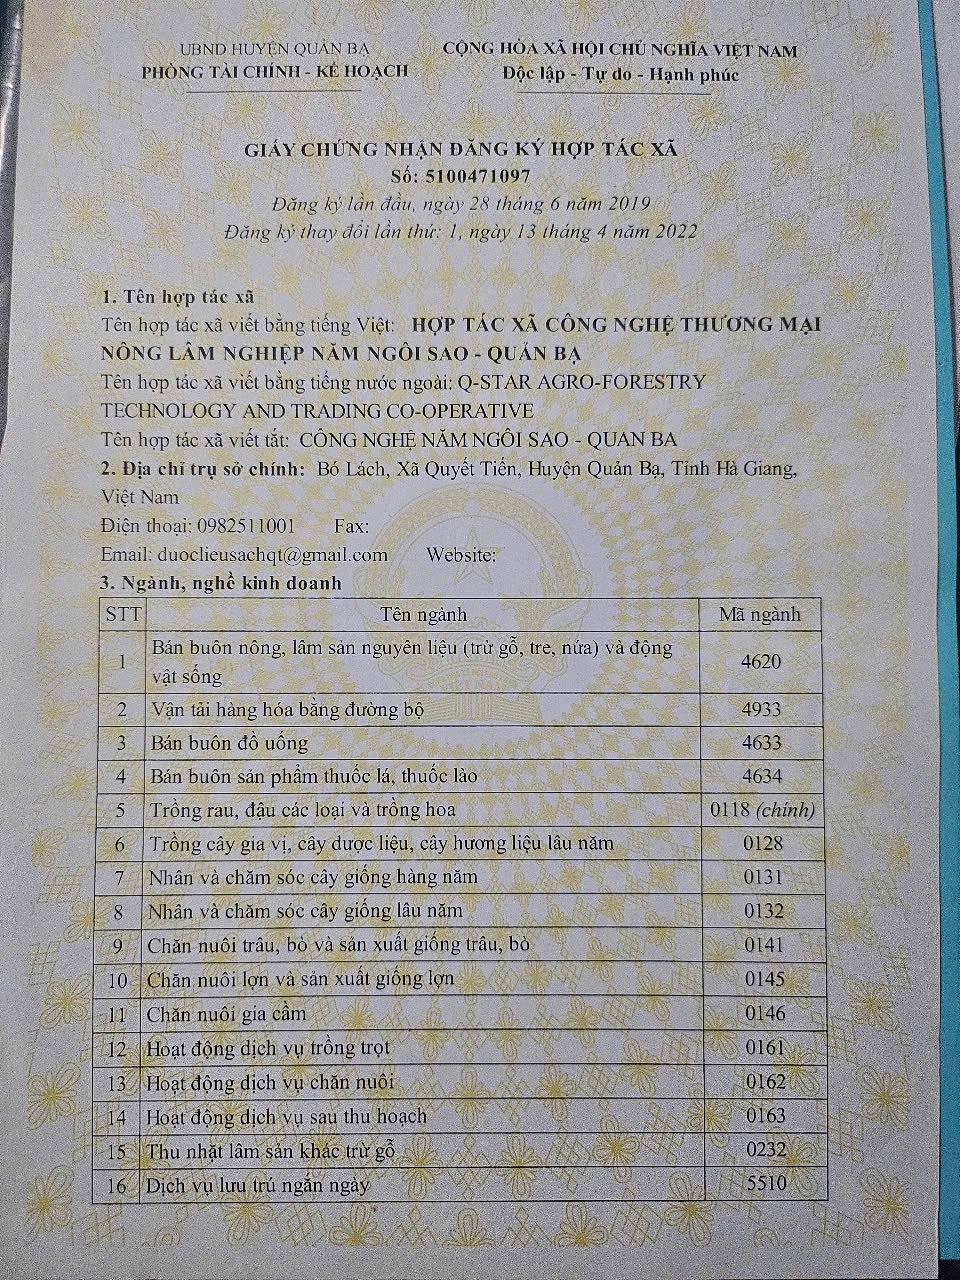 UBND HUYỆN QUẢN BẠ
PHÒNG TÀI CHÍNH - KẾ HOẠCH
CỘNG HÒA XÃ HỘI CHỦ NGHĨA VIỆT NAM
Độc lập - Tự do - Hạnh phúc
GIẤY CHỨNG NHẬN ĐĂNG KÝ HỢP TÁC XÃ
Số: 5100471097
Đăng ký lần đầu, ngày 28 tháng 6 năm 2019
Đăng ký thay đổi lần thứ: 1, ngày 13 tháng 4 năm 2022
1. Tên hợp tác xã
Tên hợp tác xã viết bằng tiếng Việt: HỢP TÁC XÃ CÔNG NGHỆ THƯƠNG MẠI
NÔNG LÂM NGHIỆP NĂM NGÔI SAO - QUẢN BẠ
Tên hợp tác xã viết bằng tiếng nước ngoài: Q-STAR AGRO-FORESTRY
TECHNOLOGY AND TRADING CO-OPERATIVE
Tên hợp tác xã viết tắt: CÔNG NGHỆ NĂM NGÔI SAO - QUAN BA
2. Địa chỉ trụ sở chính: Bó Lách, Xã Quyết Tiến, Huyện Quản Bạ, Tỉnh Hà Giang,
Việt Nam
Điện thoại: 0982511001 Fax:
Email: duoclieusachqt@gmail.com Website:
3. Ngành, nghề kinh doanh
STT Tên ngành Mã ngành
1 Bán buôn nông, lâm sản nguyên liệu (trừ gỗ, tre, nứa) và động
vật sống 4620
2 Vận tải hàng hóa bằng đường bộ 4933
3 Bán buôn đồ uống 4633
4 Bán buôn sản phẩm thuốc lá, thuốc lào 4634
5 Trồng rau, đậu các loại và trồng hoa 0118 (chính)
6 Trồng cây gia vị, cây dược liệu, cây hương liệu lâu năm 0128
7 Nhân và chăm sóc cây giống hàng năm 0131
8 Nhân và chăm sóc cây giống lâu năm 0132
9 Chăn nuôi trâu, bò và sản xuất giống trâu, bò 0141
10 Chăn nuôi lợn và sản xuất giống lợn 0145
11 Chăn nuôi gia cầm 0146
12 Hoạt động dịch vụ trồng trọt 0161
13 Hoạt động dịch vụ chăn nuôi 0162
14 Hoạt động dịch vụ sau thu hoạch 0163
15 Thu nhặt lâm sản khác trừ gỗ 0232
16 Dịch vụ lưu trú ngắn ngày 5510